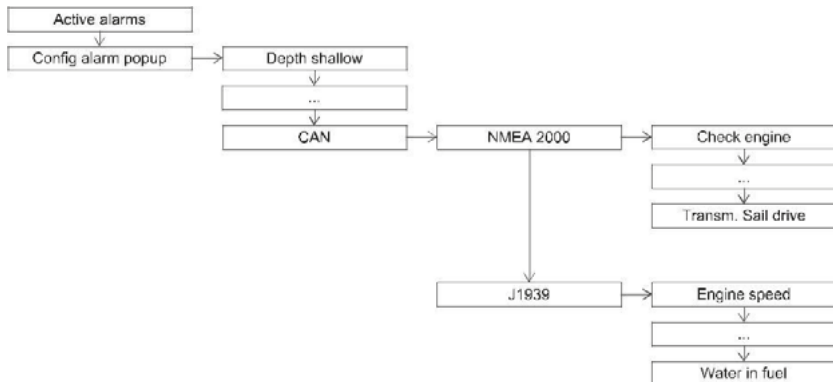 Active alarms
Config alarm popup
Depth shallow
...
CAN
NMEA 2000
Check engine
...
Transm. Sail drive
J1939
Engine speed
...
Water in fuel